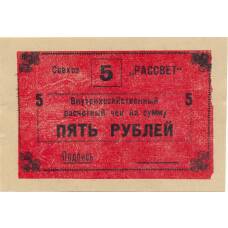 Совхоз 5 „РАССВЕТ"
5 Внутрихозяйственный 5
расчетный чек на сумму
ПЯТЬ РУБЛЕЙ
Подпись